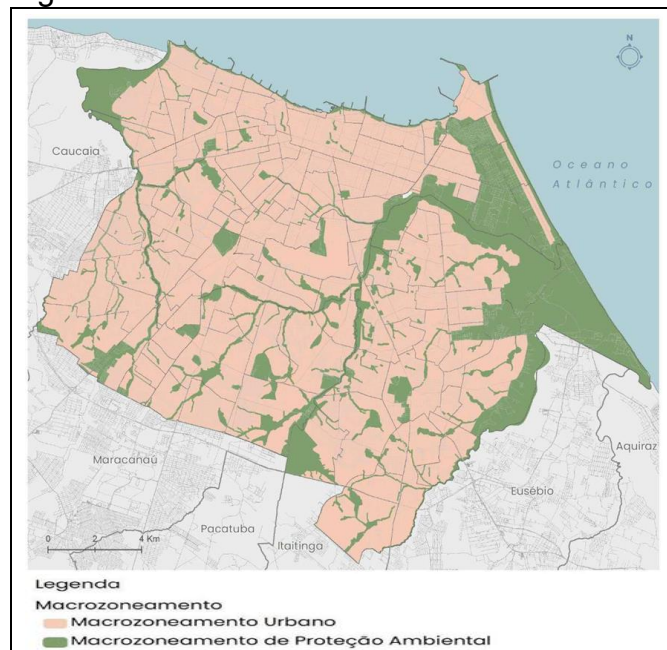 N
Caucaia
Oceano
Atlântico
Maracanaú
Aquiraz
Eusébio
Pacatuba
Itaitinga
0 2 4 Km
Legenda
Macrozoneamento
Macrozoneamento Urbano
Macrozoneamento de Proteção Ambiental